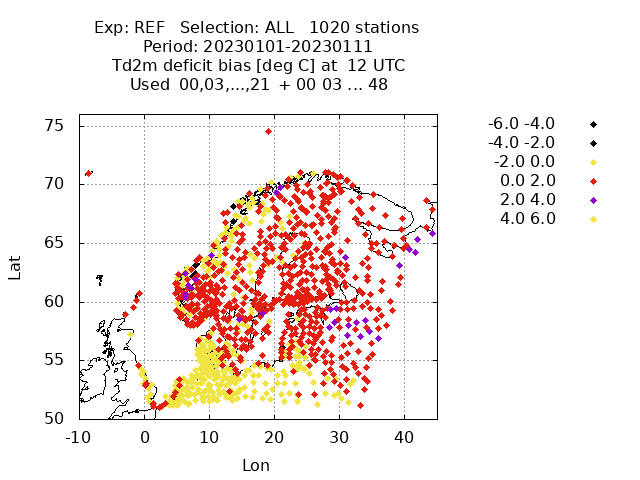 Exp: REF   Selection: ALL   1020 stations
Period: 20230101-20230111
Td2m deficit bias [deg C] at  12 UTC
Used  00,03,...,21  + 00 03 ... 48
-6.0 -4.0
-4.0 -2.0
-2.0 0.0
0.0 2.0
2.0 4.0
4.0 6.0
Lat
75
70
65
60
55
50
-10 0 10 20 30 40
Lon